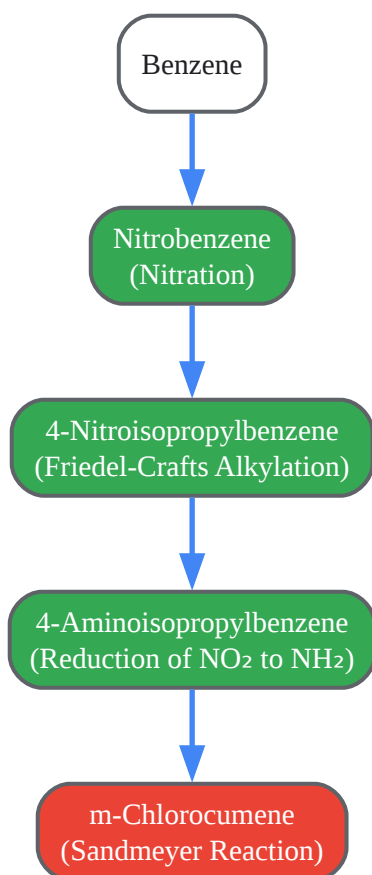 Benzene
Nitrobenzene
(Nitration)
4-Nitroisopropylbenzene
(Friedel-Crafts Alkylation)
4-Aminoisopropylbenzene
(Reduction of NO₂ to NH₂)
m-Chlorocumene
(Sandmeyer Reaction)